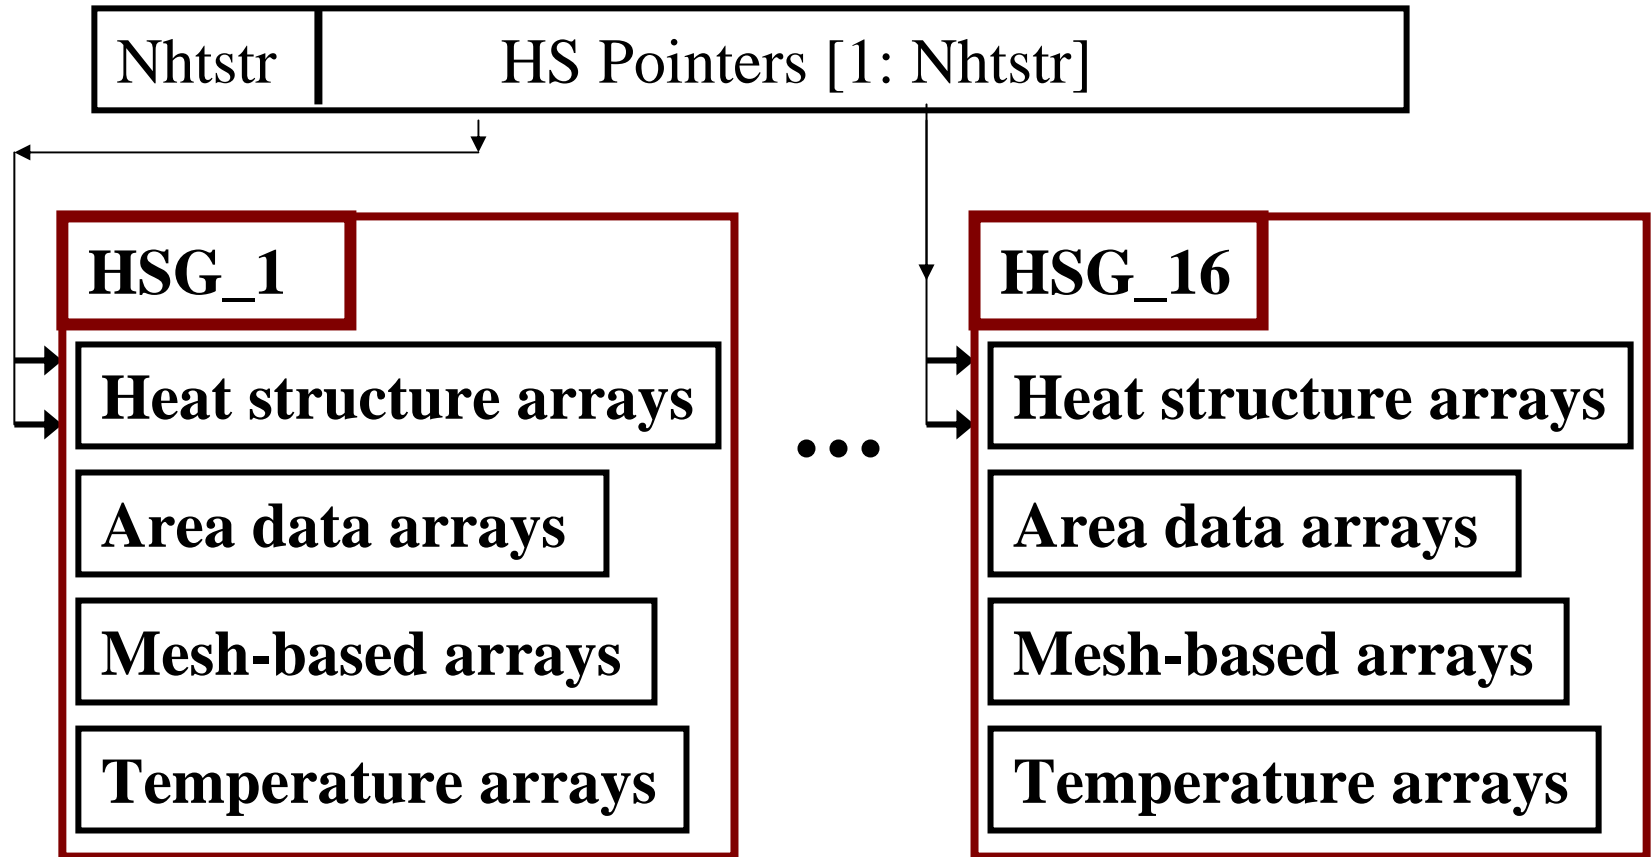 Nhtstr HS Pointers [1: Nhtstr]
HSG_1
Heat structure arrays
Area data arrays
Mesh-based arrays
Temperature arrays
...
HSG_16
Heat structure arrays
Area data arrays
Mesh-based arrays
Temperature arrays